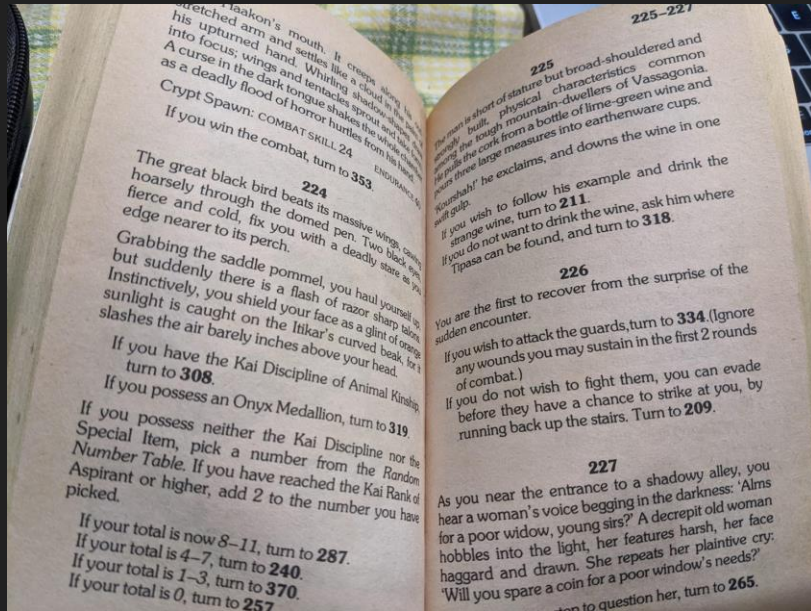 Haakon's mouth. It creeps along his
stretched arm and settles like a cloud in the palm of
his upturned hand. Whirling shadow-shapes
into focus; wings and tentacles sprout and take form.
A curse in the dark tongue shakes the whole chamber
as a deadly flood of horror hurtles from his hand.
Crypt Spawn: COMBAT SKILL 24 ENDURANCE
If you win the combat, turn to 353.
224
The great black bird beats its massive wings, cawing
hoarsely through the domed pen. Two black eyes,
fierce and cold, fix you with a deadly stare as you
edge nearer to its perch.
Grabbing the saddle pommel, you haul yourself up,
but suddenly there is a flash of razor sharp talons.
Instinctively, you shield your face as a glint of orange
sunlight is caught on the Itikar's curved beak, for it
slashes the air barely inches above your head.
If you have the Kai Discipline of Animal Kinship,
turn to 308.
If you possess an Onyx Medallion, turn to 319.
If you possess neither the Kai Discipline nor the
Special Item, pick a number from the Random
Number Table. If you have reached the Kai Rank of
Aspirant or higher, add 2 to the number you have
picked.
If your total is now 8–11, turn to 287.
If your total is 4–7, turn to 240.
If your total is 1–3, turn to 370.
If your total is 0, turn to 257
225–227
225
The man is short of stature but broad-shouldered and
strongly built, physical characteristics common
among the tough mountain-dwellers of Vassagonia.
He pulls the cork from a bottle of lime-green wine and
pours three large measures into earthenware cups.
'Kourshah!' he exclaims, and downs the wine in one
swift gulp.
If you wish to follow his example and drink the
strange wine, turn to 211.
If you do not want to drink the wine, ask him where
Tipasa can be found, and turn to 318.
226
You are the first to recover from the surprise of the
sudden encounter.
If you wish to attack the guards,turn to 334.(Ignore
any wounds you may sustain in the first 2 rounds
of combat.)
If you do not wish to fight them, you can evade
before they have a chance to strike at you, by
running back up the stairs. Turn to 209.
227
As you near the entrance to a shadowy alley, you
hear a woman's voice begging in the darkness: 'Alms
for a poor widow, young sirs?' A decrepit old woman
hobbles into the light, her features harsh, her face
haggard and drawn. She repeats her plaintive cry:
'Will you spare a coin for a poor widow's needs?'
to question her, turn to 265.